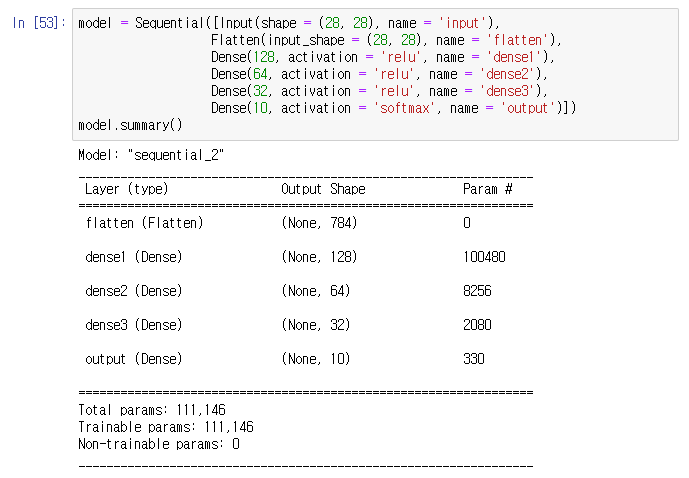 In [53]: model = Sequential([Input(shape = (28, 28), name = 'input'),
Flatten(input_shape = (28, 28), name = 'flatten'),
Dense(128, activation = 'relu', name = 'dense1'),
Dense(64, activation = 'relu', name = 'dense2'),
Dense(32, activation = 'relu', name = 'dense3'),
Dense(10, activation = 'softmax', name = 'output')])
model.summary()
Model: "sequential_2"
_________________________________________________________________
Layer (type) Output Shape Param #
=================================================================
flatten (Flatten) (None, 784) 0
dense1 (Dense) (None, 128) 100480
dense2 (Dense) (None, 64) 8256
dense3 (Dense) (None, 32) 2080
output (Dense) (None, 10) 330
=================================================================
Total params: 111,146
Trainable params: 111,146
Non-trainable params: 0
_________________________________________________________________